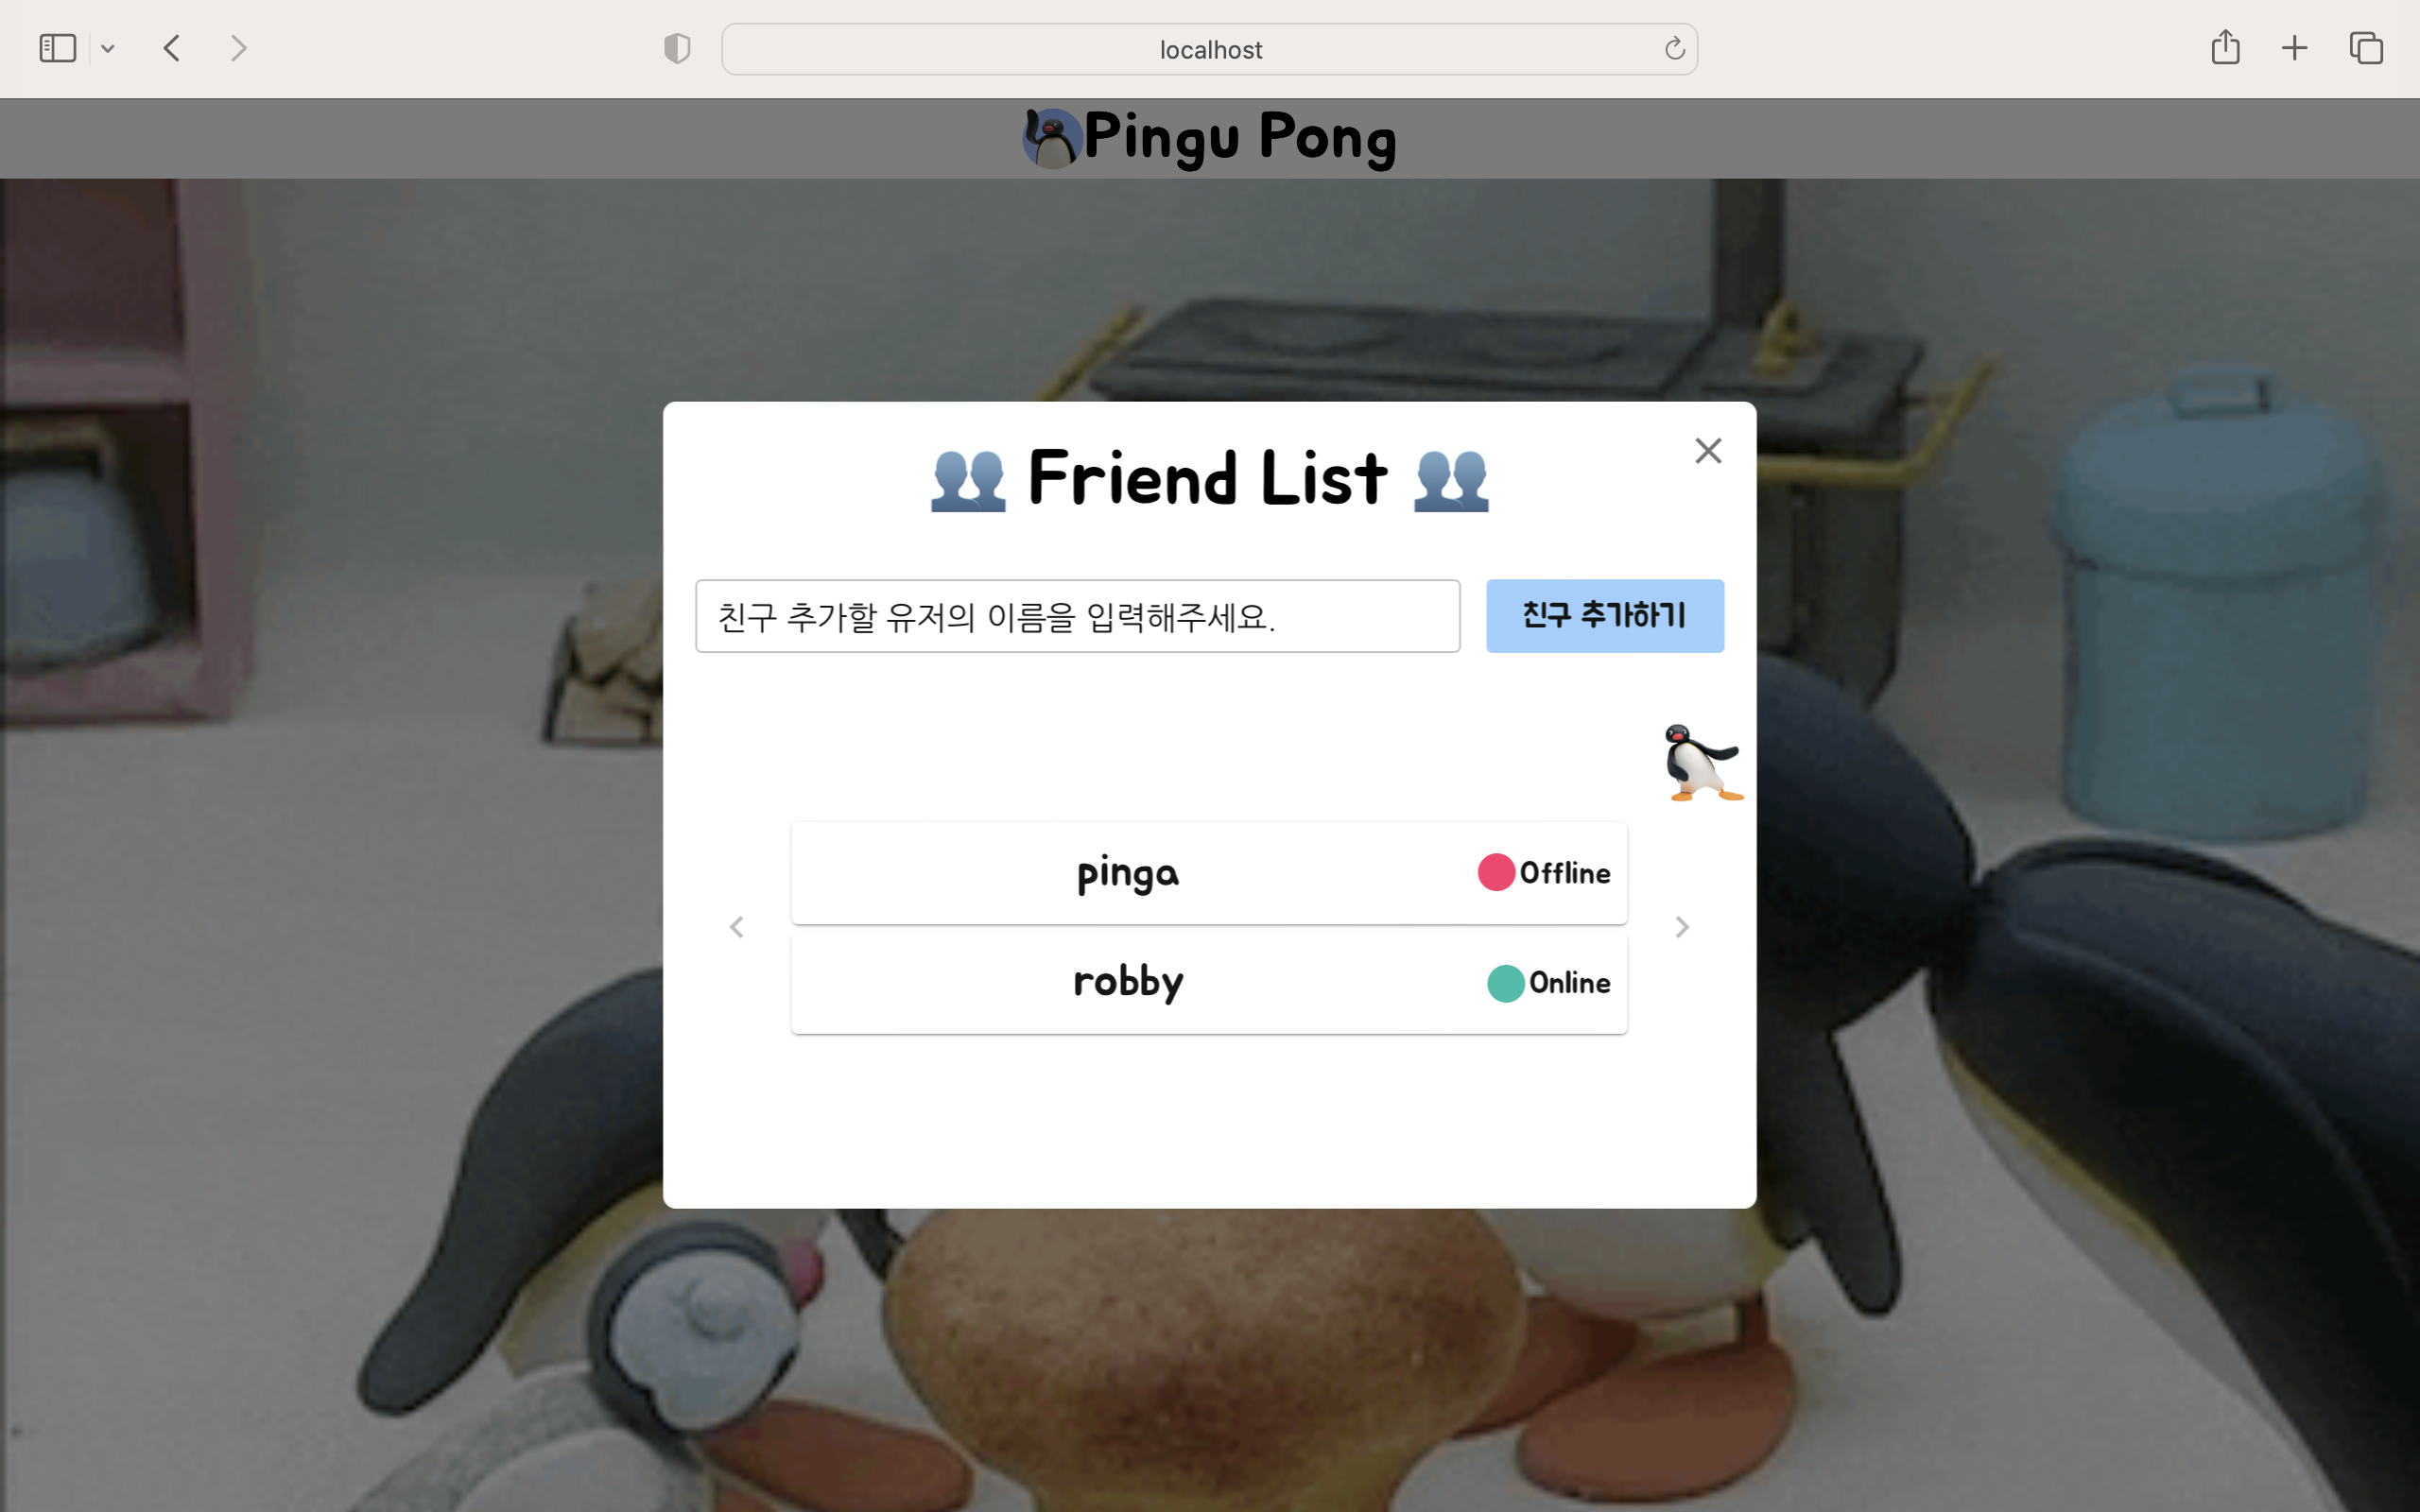 localhost
Pingu Pong
👥 Friend List 👥
친구 추가할 유저의 이름을 입력해주세요.
친구 추가하기
pinga
Offline
robby
Online